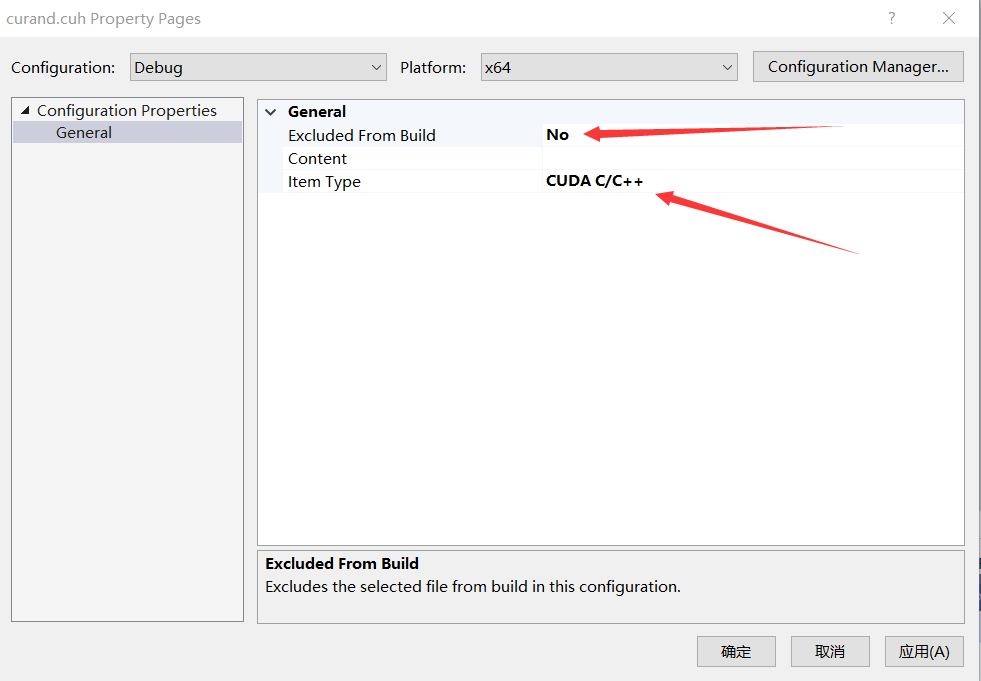 curand.cuh Property Pages
Configuration: Debug Platform: x64 Configuration Manager...
Configuration Properties
General
General
Excluded From Build No
Content
Item Type CUDA C/C++
Excluded From Build
Excludes the selected file from build in this configuration.
确定 取消 应用(A)